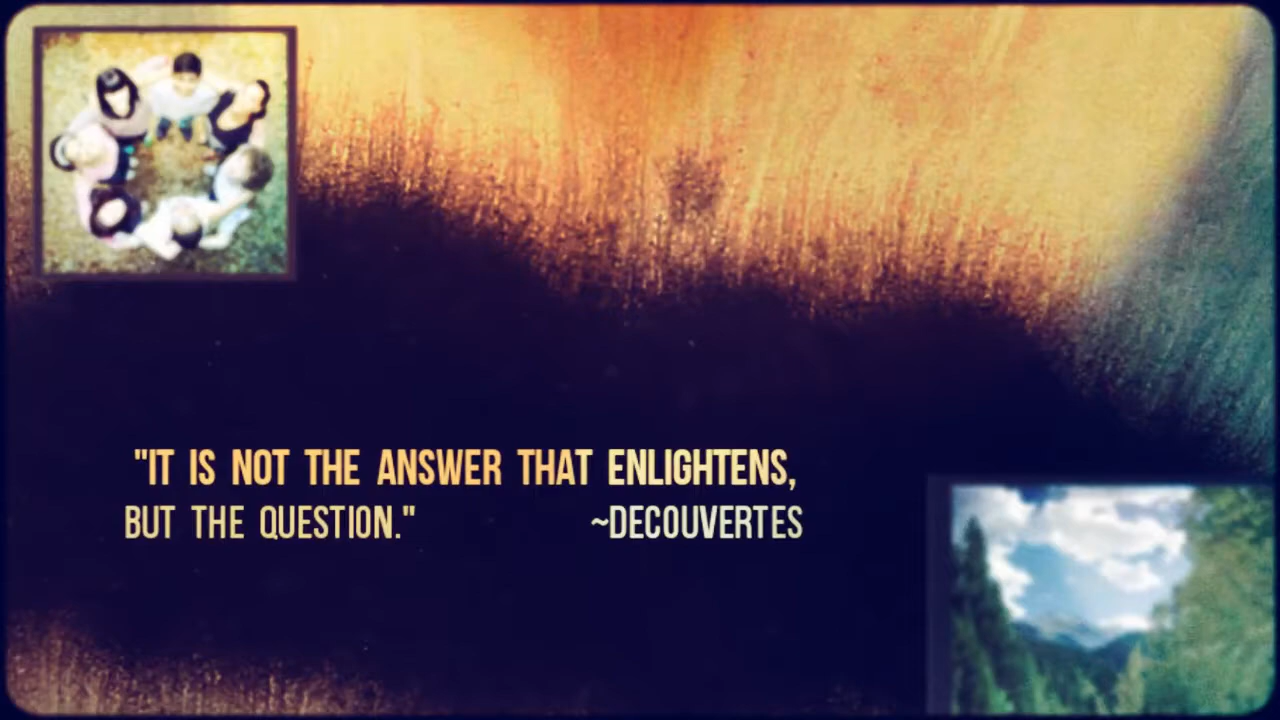 "IT IS NOT THE ANSWER THAT ENLIGHTENS,
BUT THE QUESTION." ~DECOUVERTES